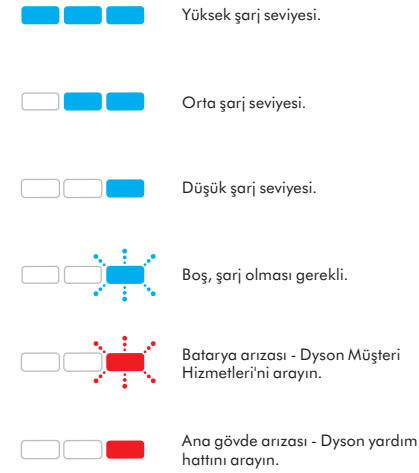 Yüksek şarj seviyesi.
Orta şarj seviyesi.
Düşük şarj seviyesi.
Boş, şarj olması gerekli.
Batarya arızası - Dyson Müşteri
Hizmetleri'ni arayın.
Ana gövde arızası - Dyson yardım
hattını arayın.